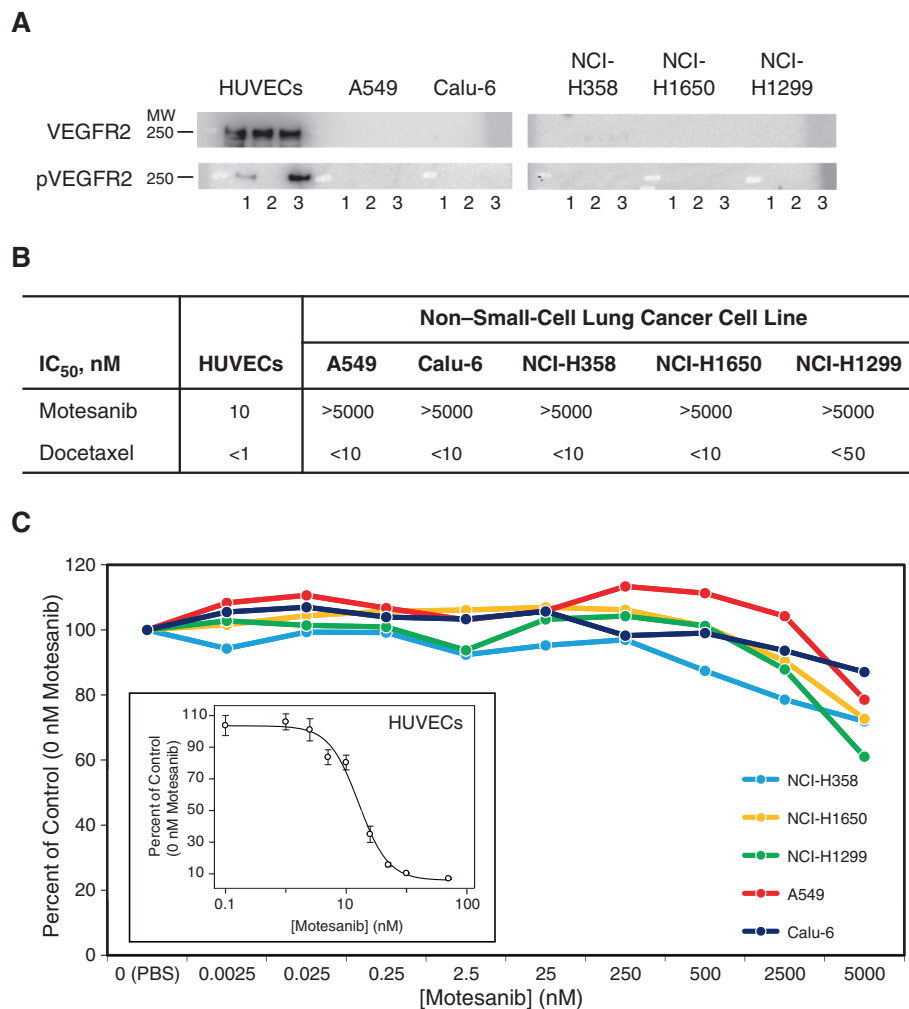 A
HUVECs A549 Calu-6 NCI-H358 NCI-H1650 NCI-H1299
MW
VEGFR2 250
pVEGFR2 250
1 2 3 1 2 3 1 2 3 1 2 3 1 2 3 1 2 3
B
Non–Small-Cell Lung Cancer Cell Line
IC50, nM HUVECs A549 Calu-6 NCI-H358 NCI-H1650 NCI-H1299
Motesanib 10 >5000 >5000 >5000 >5000 >5000
Docetaxel <1 <10 <10 <10 <10 <50
C
Percent of Control (0 nM Motesanib)
120
100
80
60
40
20
0
0 (PBS) 0.0025 0.025 0.25 2.5 25 250 500 2500 5000
[Motesanib] (nM)
HUVECs
Percent of Control
(0 nM Motesanib)
110
90
70
50
30
10
0.1 10 100
[Motesanib] (nM)
NCI-H358
NCI-H1650
NCI-H1299
A549
Calu-6